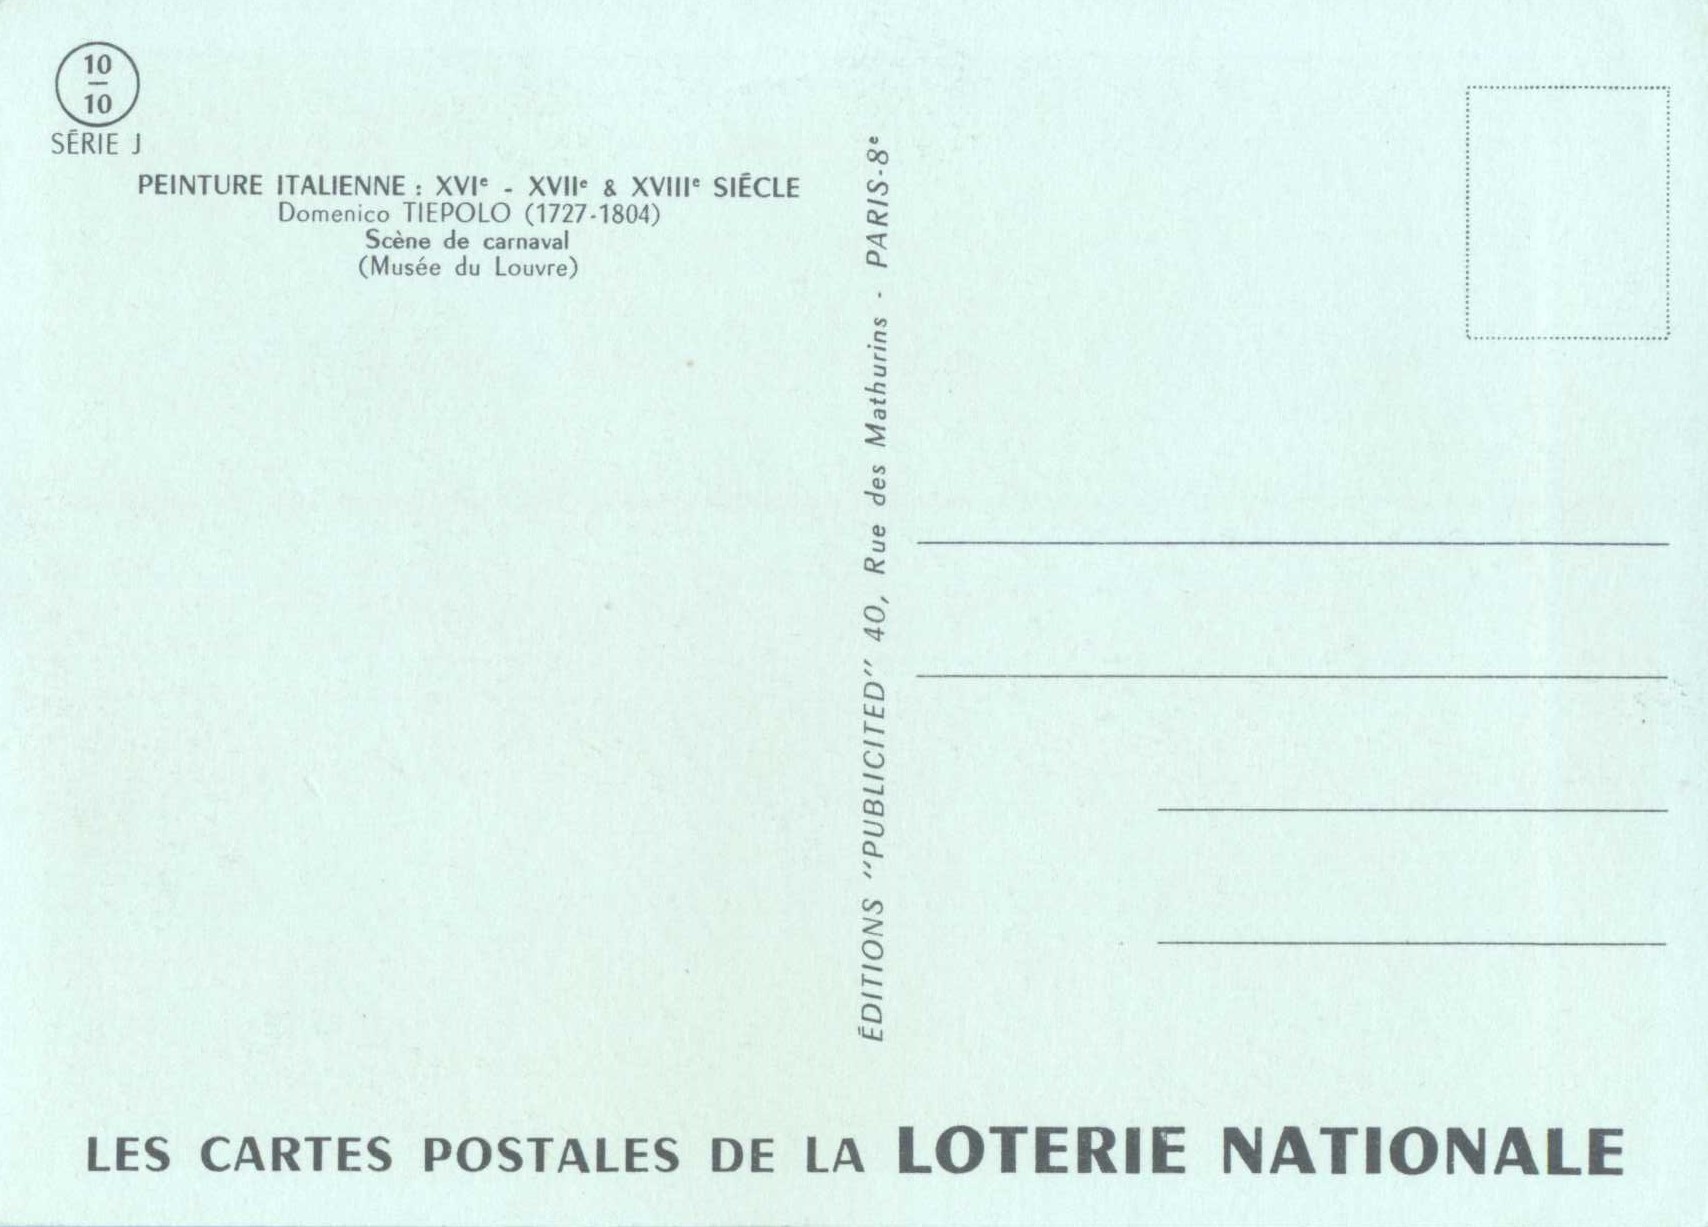 10
10
SÉRIE J
PEINTURE ITALIENNE : XVIe - XVIIe & XVIIIe SIÉCLE
Domenico TIEPOLO (1727-1804)
Scène de carnaval
(Musée du Louvre)
ÉDITIONS "PUBLICITED" 40, Rue des Mathurins - PARIS-8e
LES CARTES POSTALES DE LA LOTERIE NATIONALE